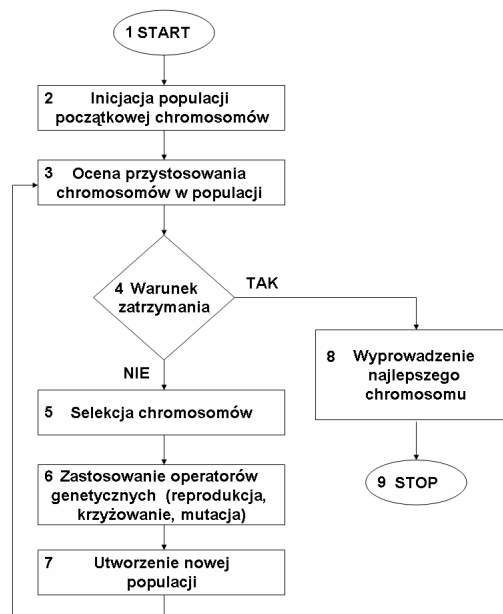 1 START
2 Inicjacja populacji
początkowej chromosomów
3 Ocena przystosowania
chromosomów w populacji
4 Warunek
zatrzymania
TAK
NIE
5 Selekcja chromosomów
6 Zastosowanie operatorów
genetycznych (reprodukcja,
krzyżowanie, mutacja)
7 Utworzenie nowej
populacji
8 Wyprowadzenie
najlepszego
chromosomu
9 STOP